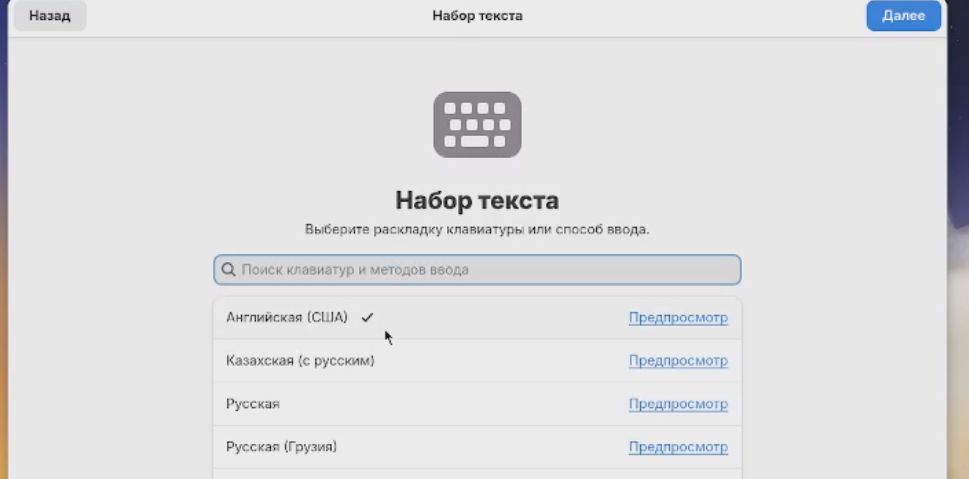 Назад Набор текста Далее
Набор текста
Выберите раскладку клавиатуры или способ ввода.
Поиск клавиатур и методов ввода
Английская (США) Предпросмотр
Казахская (с русским) Предпросмотр
Русская Предпросмотр
Русская (Грузия) Предпросмотр